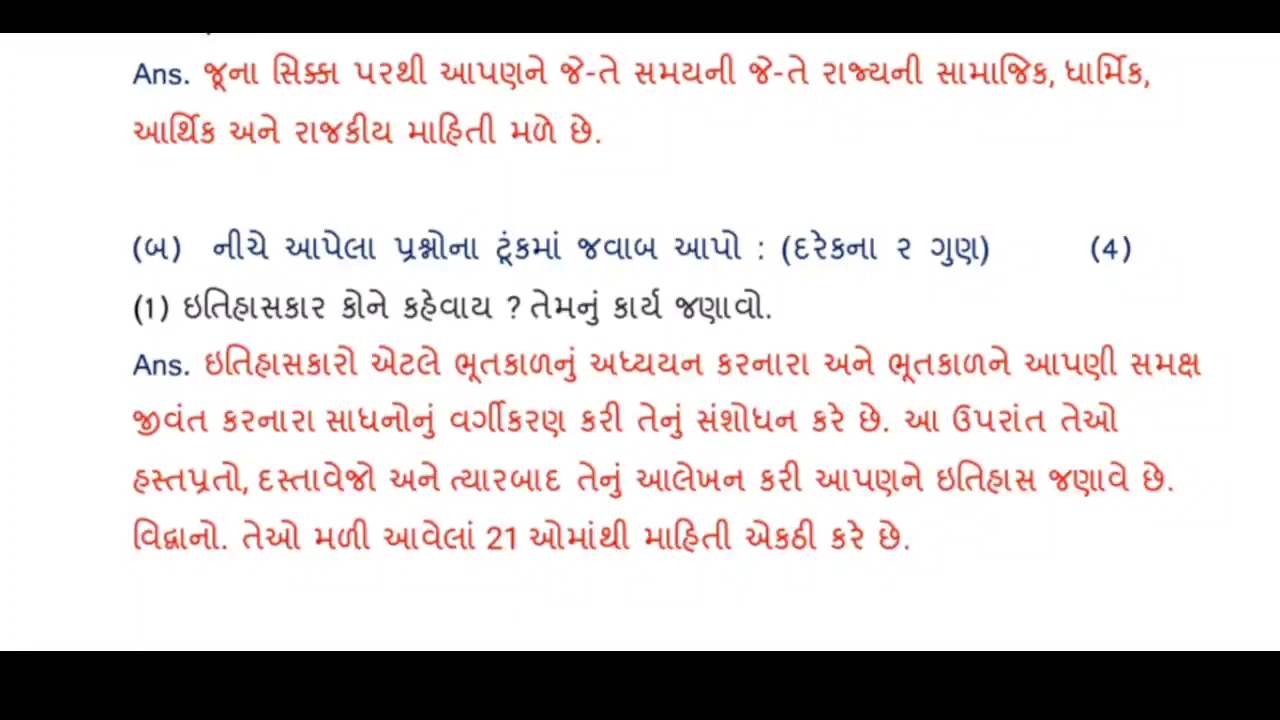 Ans. જૂના સિક્કા પરથી આપણને જે-તે સમયની જે-તે રાજ્યની સામાજિક, ધાર્મિક,
આર્થિક અને રાજકીય માહિતી મળે છે.
(બ) નીચે આપેલા પ્રશ્નોના ટૂંકમાં જવાબ આપો : (દરેકના ૨ ગુણ) (4)
(1) ઇતિહાસકાર કોને કહેવાય ? તેમનું કાર્ય જણાવો.
Ans. ઇતિહાસકારો એટલે ભૂતકાળનું અધ્યયન કરનારા અને ભૂતકાળને આપણી સમક્ષ
જીવંત કરનારા સાધનોનું વર્ગીકરણ કરી તેનું સંશોધન કરે છે. આ ઉપરાંત તેઓ
હસ્તપ્રતો, દસ્તાવેજો અને ત્યારબાદ તેનું આલેખન કરી આપણને ઇતિહાસ જણાવે છે.
વિદ્વાનો. તેઓ મળી આવેલાં 21 ઓમાંથી માહિતી એકઠી કરે છે.